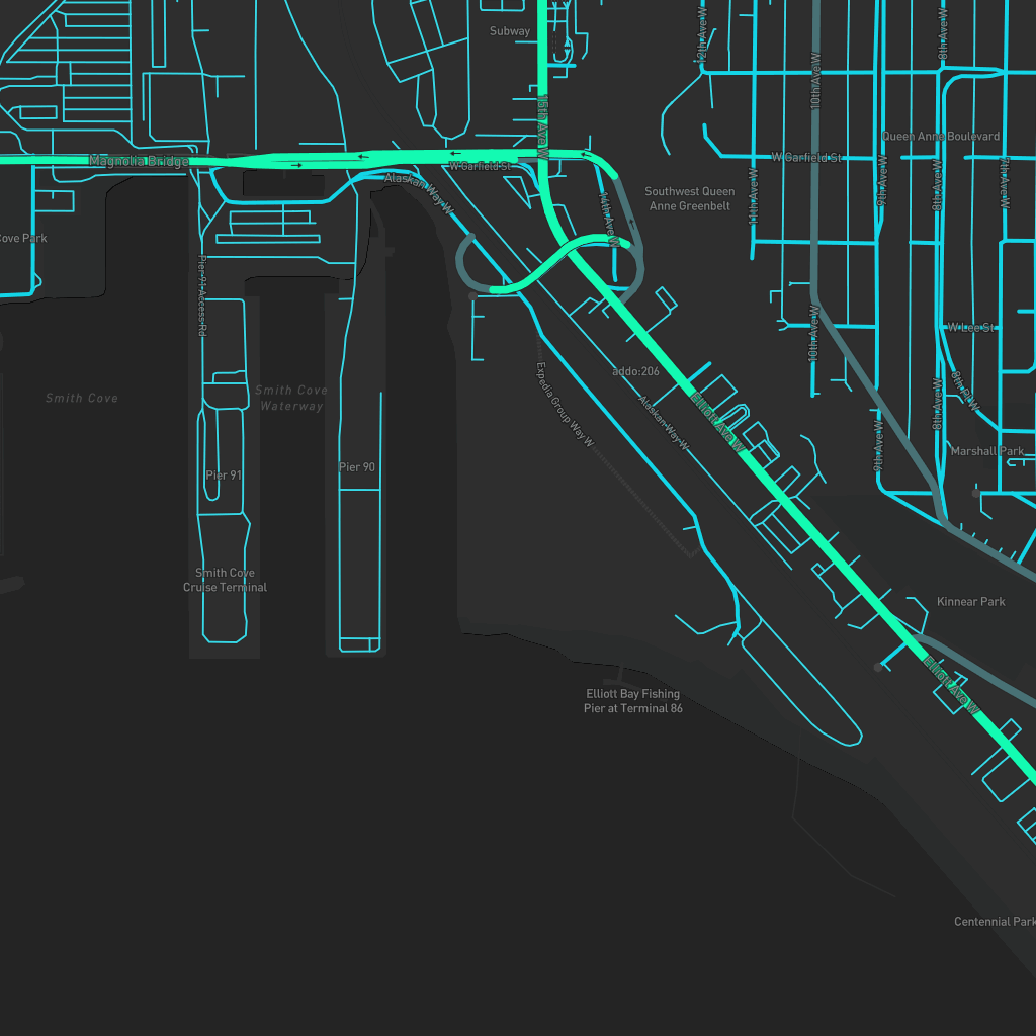 Subway
12th Ave W
8th Ave W
10th Ave W
15th Ave W
Queen Anne Boulevard
Magnolia Bridge
W Garfield St
W Garfield St
Alaskan Way W
Southwest Queen
Anne Greenbelt
11th Ave W
9th Ave W
8th Ave W
7th Ave W
14th Ave W
Cove Park
Pier 91 Access Rd
10th Ave W
W Lee St
addo:206
Smith Cove
Smith Cove
Waterway
Expedia Group Way W
Alaskan Way W
Elliott Ave W
8th Pl W
8th Ave W
9th Ave W
Marshall Park
Pier 91
Pier 90
Smith Cove
Cruise Terminal
Kinnear Park
Elliott Ave W
Elliott Bay Fishing
Pier at Terminal 86
Centennial Park